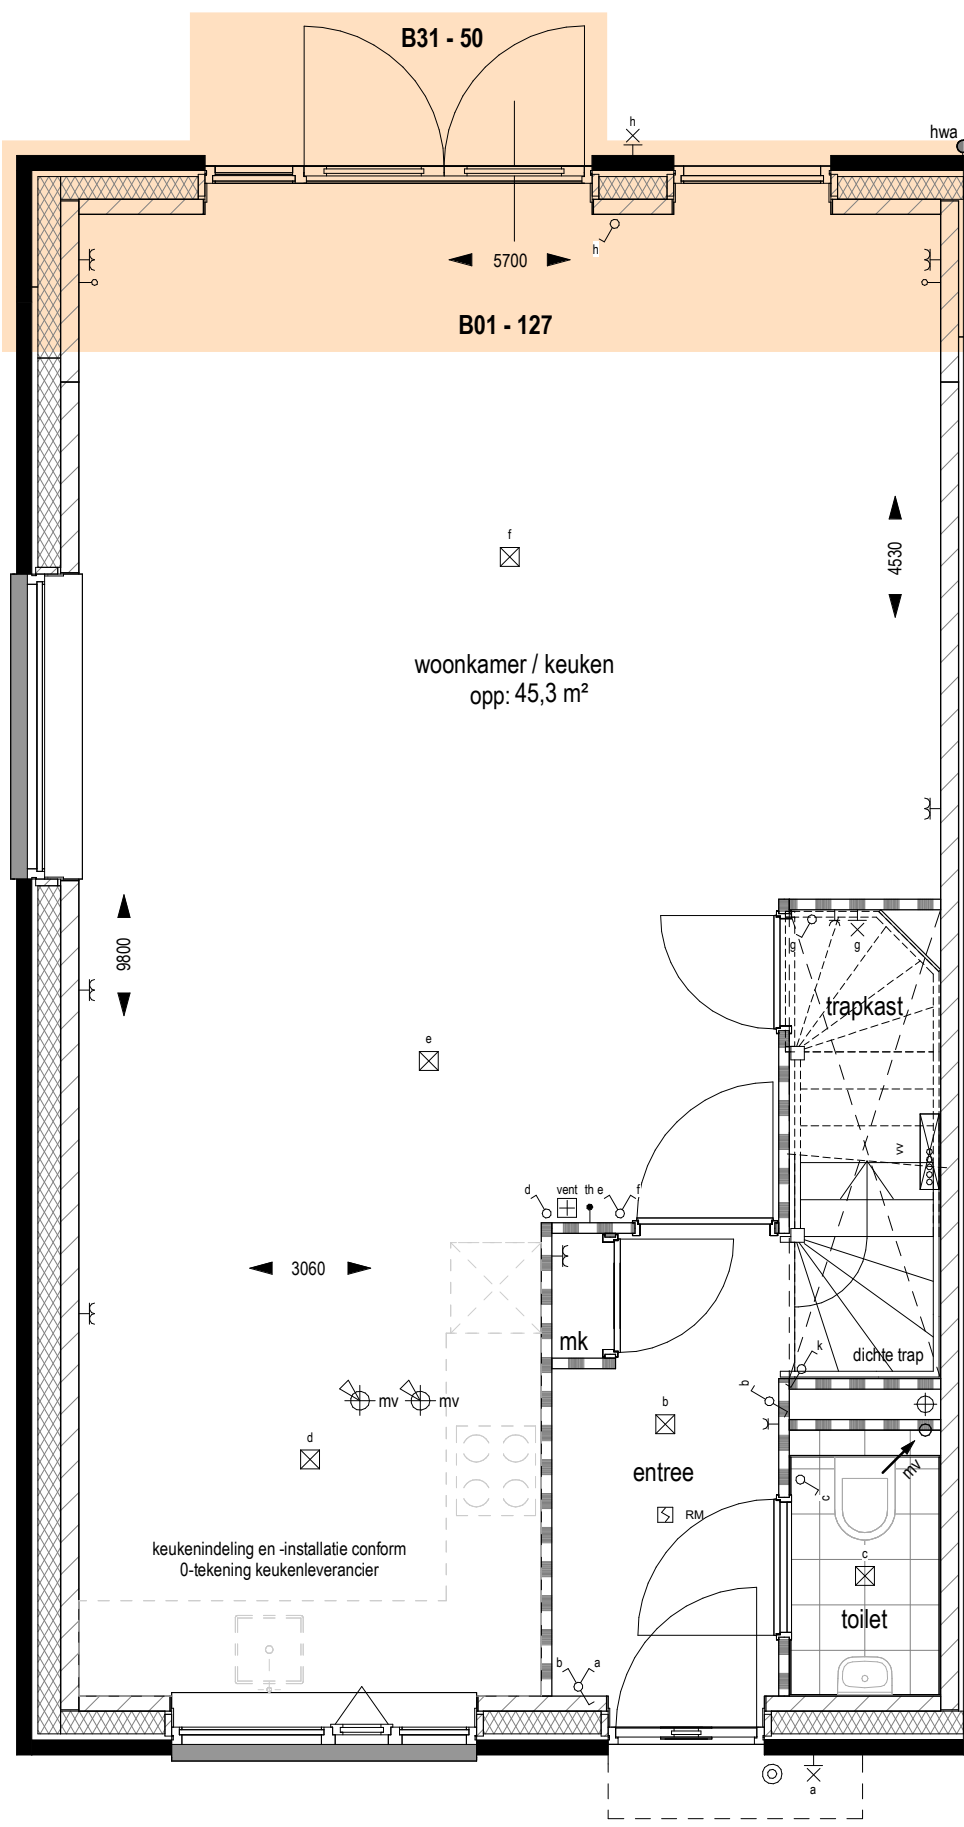 B31 - 50
h
hwa
h
5700
B01 - 127
f
4530
woonkamer / keuken
opp: 45,3 m²
9800
g
g
trapkast
e
vv
d
vent
th
e
f
3060
mk
k
dichte trap
b
mv
mv
b
d
entree
mv
c
RM
keukenindeling en -installatie conform
0-tekening keukenleverancier
c
toilet
b
a
a